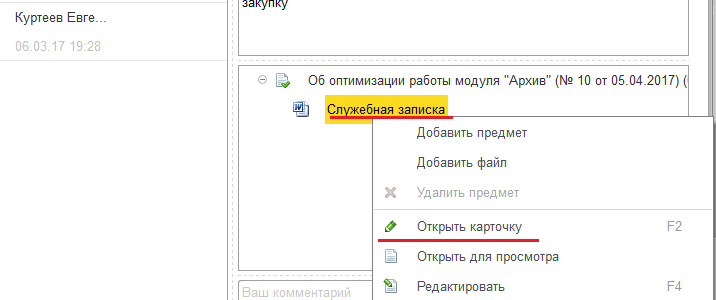 закупку
Куртеев Евге...
06.03.17 19:28
Об оптимизации работы модуля "Архив" (№ 10 от 05.04.2017) (
Служебная записка
Добавить предмет
Добавить файл
Удалить предмет
Открыть карточку F2
Открыть для просмотра
Редактировать F4
Ваш комментарий